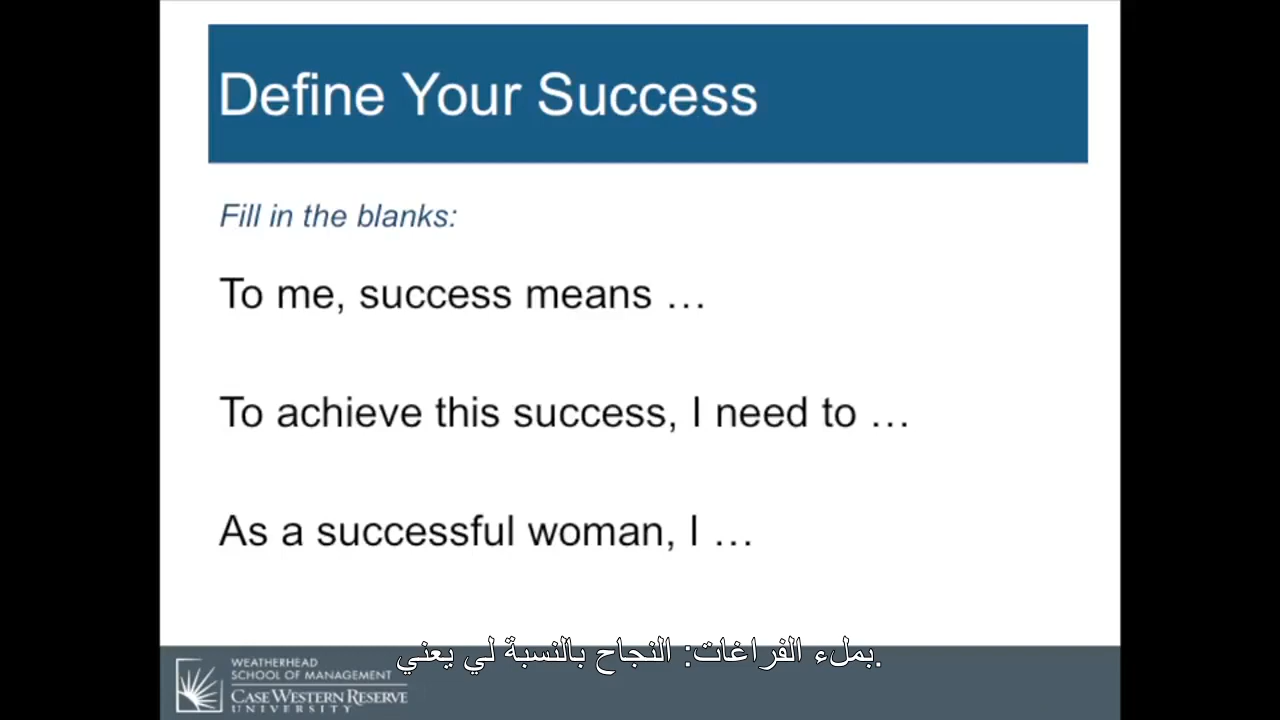 Define Your Success
Fill in the blanks:
To me, success means …
To achieve this success, I need to …
As a successful woman, I …
بملء الفراغات: النجاح بالنسبة لي يعني.
WEATHERHEAD
SCHOOL OF MANAGEMENT
CASE WESTERN RESERVE
UNIVERSITY